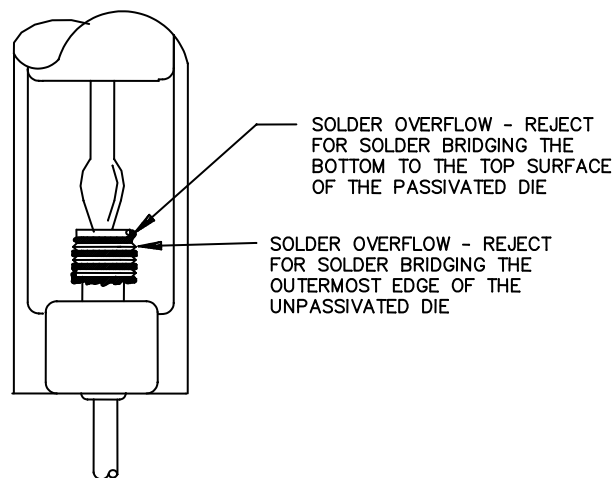 SOLDER OVERFLOW - REJECT
FOR SOLDER BRIDGING THE
BOTTOM TO THE TOP SURFACE
OF THE PASSIVATED DIE
SOLDER OVERFLOW - REJECT
FOR SOLDER BRIDGING THE
OUTERMOST EDGE OF THE
UNPASSIVATED DIE